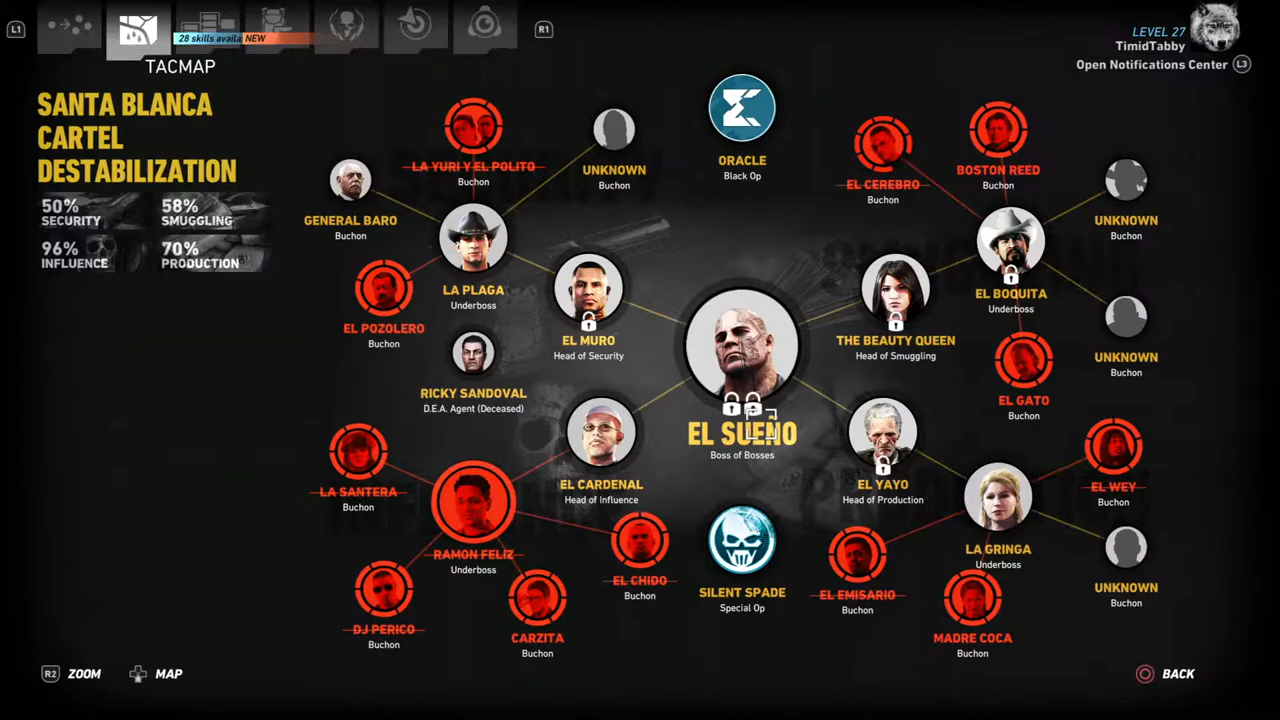 L1
28 skills availa
NEW
R1
LEVEL 27
TimidTabby
Open Notifications Center L3
TACMAP
SANTA BLANCA
CARTEL
DESTABILIZATION
50%
SECURITY
58%
SMUGGLING
96%
INFLUENCE
70%
PRODUCTION
LA YURI Y EL POLITO
Buchon
UNKNOWN
Buchon
GENERAL BARO
Buchon
LA PLAGA
Underboss
EL POZOLERO
Buchon
EL MURO
Head of Security
RICKY SANDOVAL
D.E.A. Agent (Deceased)
ORACLE
Black Op
EL CEREBRO
Buchon
BOSTON REED
Buchon
UNKNOWN
Buchon
EL BOQUITA
Underboss
THE BEAUTY QUEEN
Head of Smuggling
UNKNOWN
Buchon
EL GATO
Buchon
EL SUEÑO
Boss of Bosses
LA SANTERA
Buchon
EL CARDENAL
Head of Influence
RAMON FELIZ
Underboss
EL CHIDO
Buchon
DJ PERICO
Buchon
CARZITA
Buchon
SILENT SPADE
Special Op
EL YAYO
Head of Production
EL WEY
Buchon
LA GRINGA
Underboss
EL EMISARIO
Buchon
UNKNOWN
Buchon
MADRE COCA
Buchon
R2 ZOOM
MAP
BACK